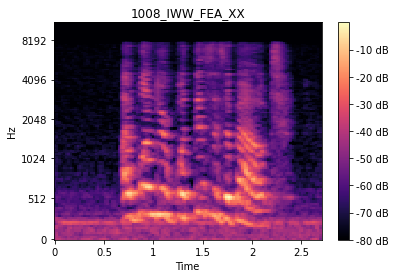 1008_IWW_FEA_XX
8192
4096
2048
1024
512
0
Hz
0
0.5
1
1.5
2
2.5
Time
-10 dB
-20 dB
-30 dB
-40 dB
-50 dB
-60 dB
-70 dB
-80 dB